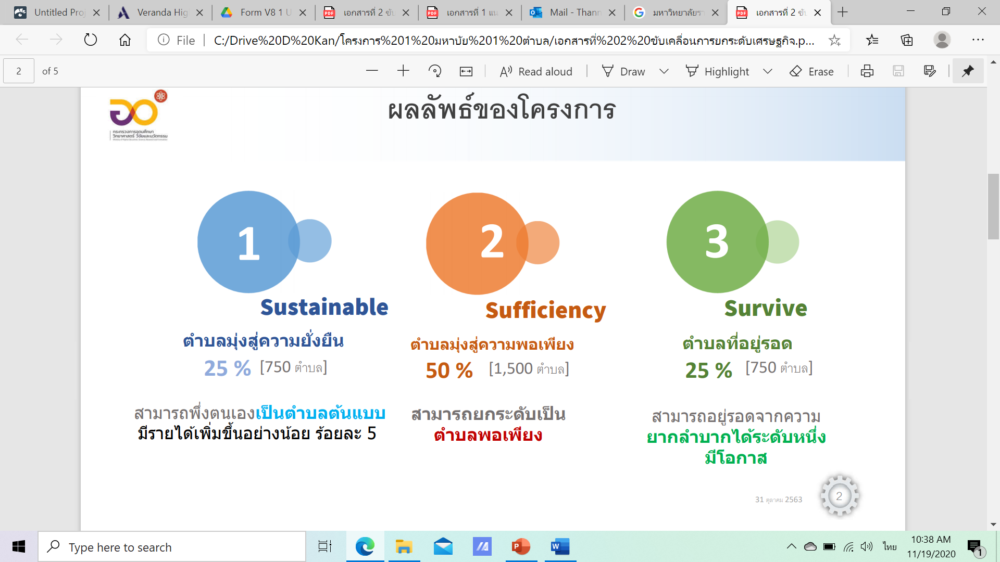 Untitled Pro
Veranda Hig
Form V8 1 U
เอกสารที่ 2 ขับ
เอกสารที่ 1 แน
Mail - Thann
มหาวิทยาลัยรา
เอกสารที่ 2 ขับ
File
C:/Drive%20D%20Kan/โครงการ%201%20มหาบัย%201%20ตำบล/เอกสารที่%202%20ขับเคลื่อนการยกระดับเศรษฐกิจ.p...
2 of 5
Read aloud
Draw
Highlight
Erase
กระทรวงการอุดมศึกษา
วิทยาศาสตร์ วิจัยและนวัตกรรม
ผลลัพธ์ของโครงการ
1
2
3
Sustainable
Sufficiency
Survive
ตำบลมุ่งสู่ความยั่งยืน
ตำบลมุ่งสู่ความพอเพียง
ตำบลที่อยู่รอด
25 % [750 ตำบล]
50 % [1,500 ตำบล]
25 % [750 ตำบล]
สามารถพึ่งตนเองเป็นตำบลต้นแบบ
มีรายได้เพิ่มขึ้นอย่างน้อย ร้อยละ 5
สามารถยกระดับเป็น
ตำบลพอเพียง
สามารถอยู่รอดจากความ
ยากลำบากได้ระดับหนึ่ง
มีโอกาส
31 ตุลาคม 2563
2
Type here to search
ไทย
10:38 AM
11/19/2020
1